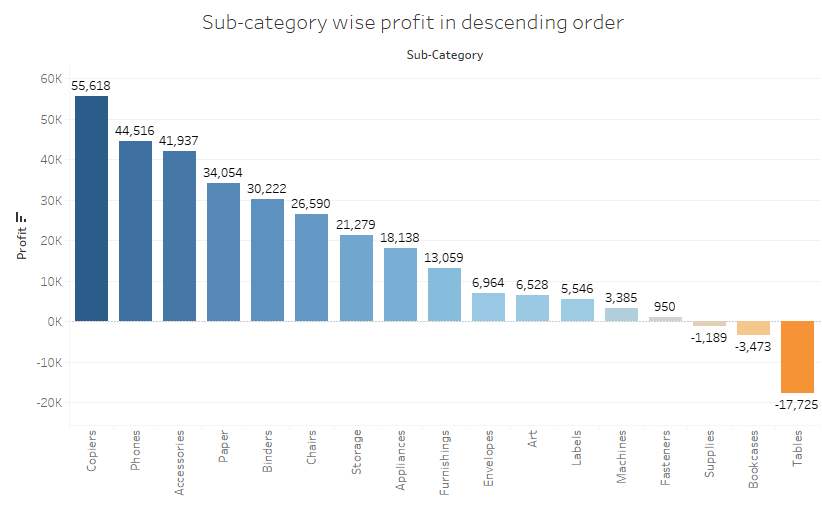 Sub-category wise profit in descending order
Sub-Category
Profit
60K
50K
40K
30K
20K
10K
0K
-10K
-20K
55,618
44,516
41,937
34,054
30,222
26,590
21,279
18,138
13,059
6,964
6,528
5,546
3,385
950
-1,189
-3,473
-17,725
Copiers
Phones
Accessories
Paper
Binders
Chairs
Storage
Appliances
Furnishings
Envelopes
Art
Labels
Machines
Fasteners
Supplies
Bookcases
Tables